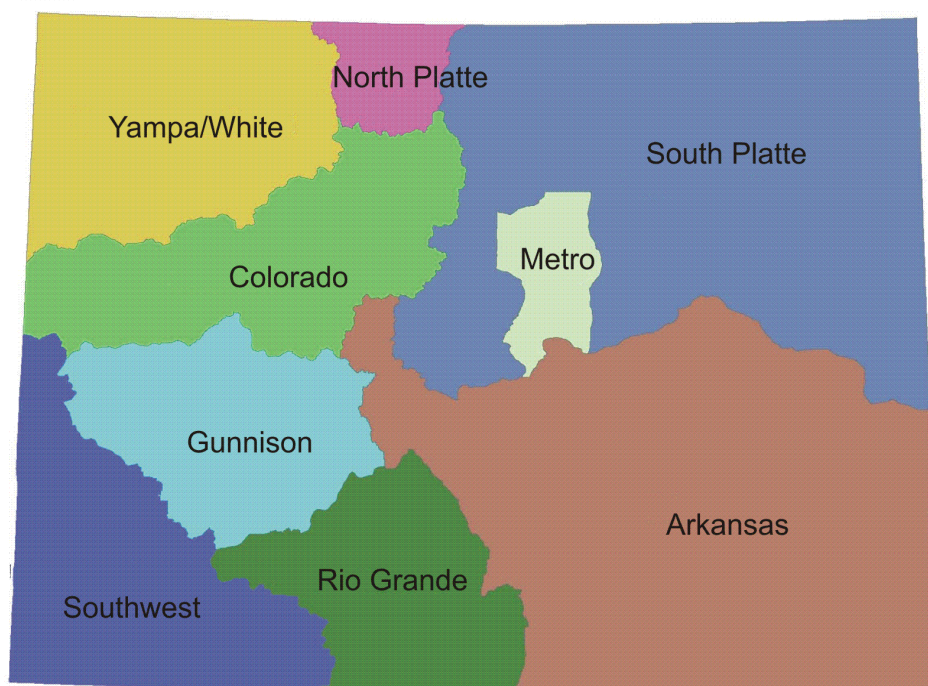 North Platte
Yampa/White
South Platte
Metro
Colorado
Gunnison
Arkansas
Rio Grande
Southwest